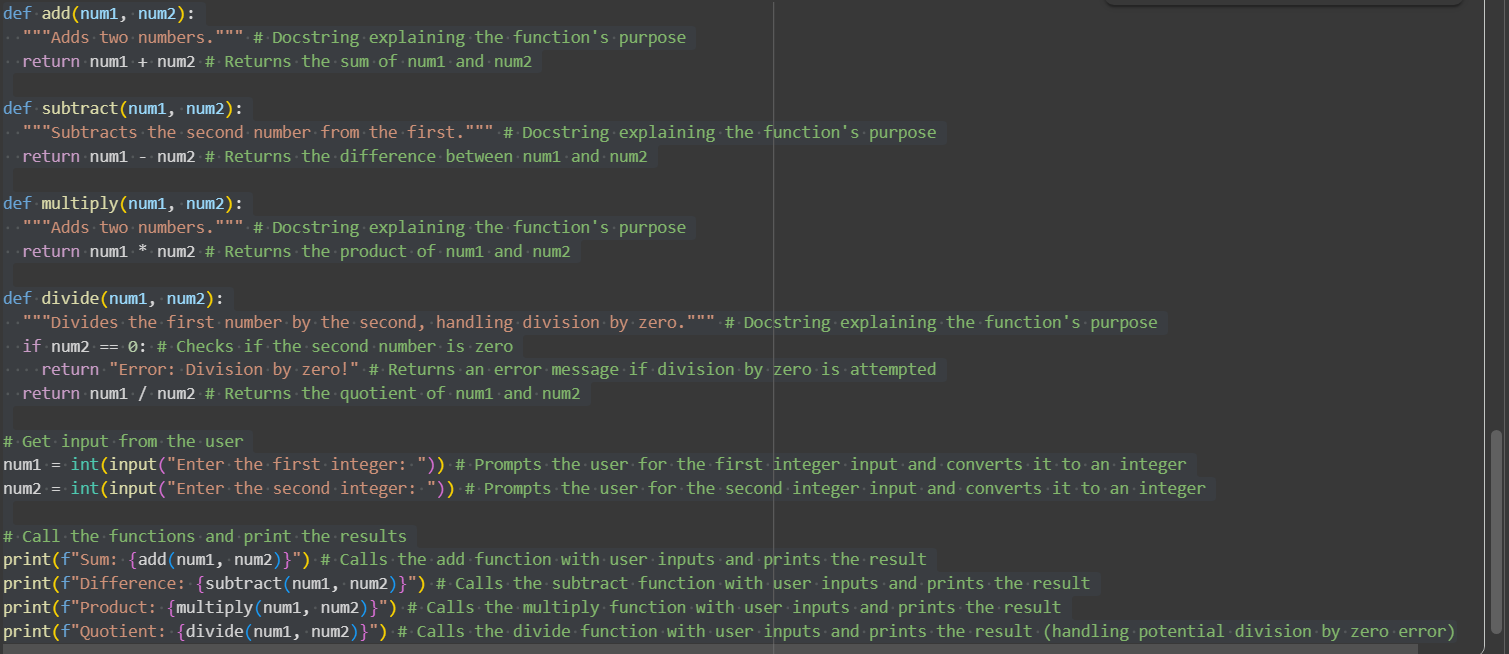 def add(num1, num2):
  """Adds two numbers.""" # Docstring explaining the function's purpose
  return num1 + num2 # Returns the sum of num1 and num2

def subtract(num1, num2):
  """Subtracts the second number from the first.""" # Docstring explaining the function's purpose
  return num1 - num2 # Returns the difference between num1 and num2

def multiply(num1, num2):
  """Adds two numbers.""" # Docstring explaining the function's purpose
  return num1 * num2 # Returns the product of num1 and num2

def divide(num1, num2):
  """Divides the first number by the second, handling division by zero.""" # Docstring explaining the function's purpose
  if num2 == 0: # Checks if the second number is zero
    return "Error: Division by zero!" # Returns an error message if division by zero is attempted
  return num1 / num2 # Returns the quotient of num1 and num2

# Get input from the user
num1 = int(input("Enter the first integer: ")) # Prompts the user for the first integer input and converts it to an integer
num2 = int(input("Enter the second integer: ")) # Prompts the user for the second integer input and converts it to an integer

# Call the functions and print the results
print(f"Sum: {add(num1, num2)}") # Calls the add function with user inputs and prints the result
print(f"Difference: {subtract(num1, num2)}") # Calls the subtract function with user inputs and prints the result
print(f"Product: {multiply(num1, num2)}") # Calls the multiply function with user inputs and prints the result
print(f"Quotient: {divide(num1, num2)}") # Calls the divide function with user inputs and prints the result (handling potential division by zero error)